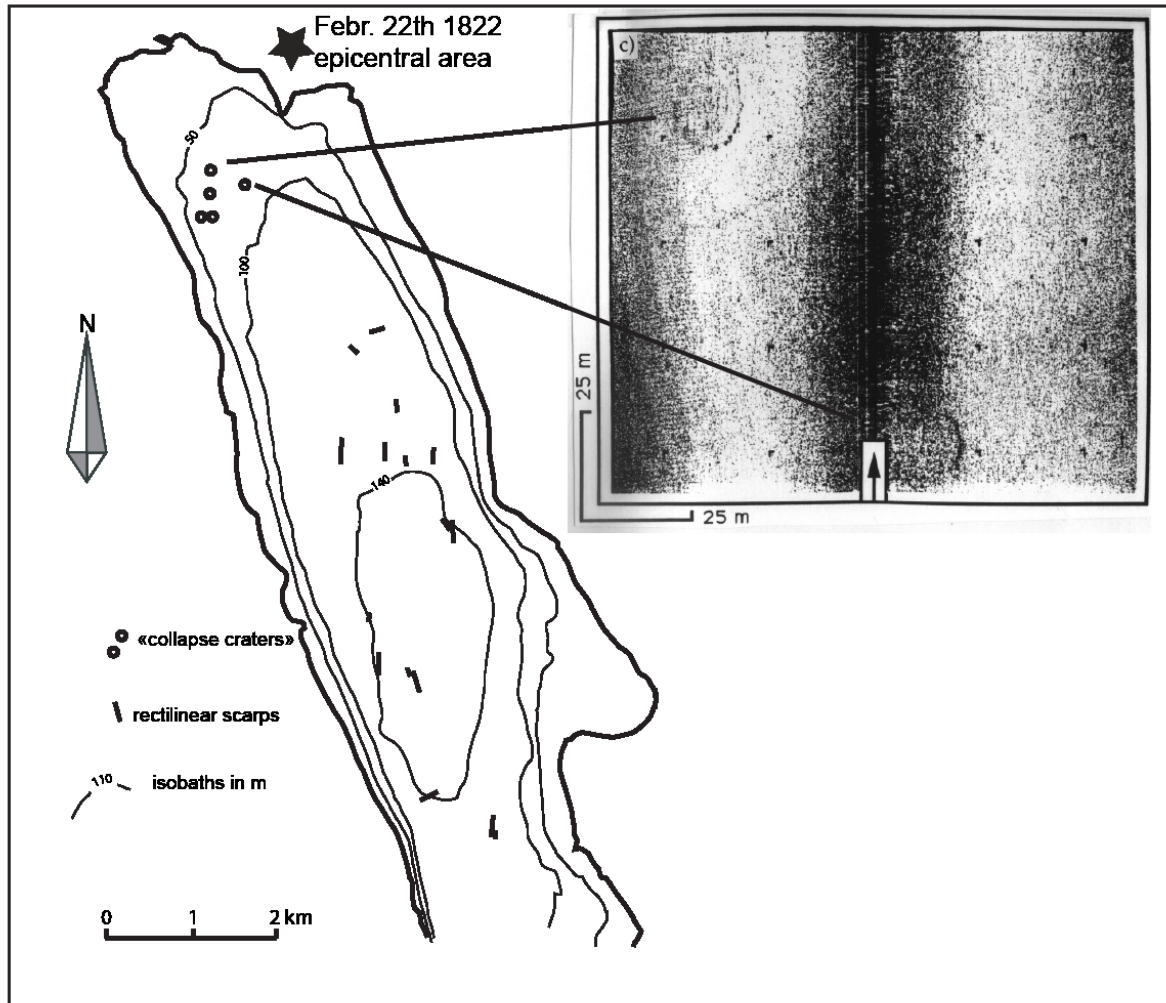 Febr. 22th 1822
epicentral area
c)
50
100
N
25 m
25 m
140
«collapse craters»
rectilinear scarps
110
isobaths in m
0 1 2 km